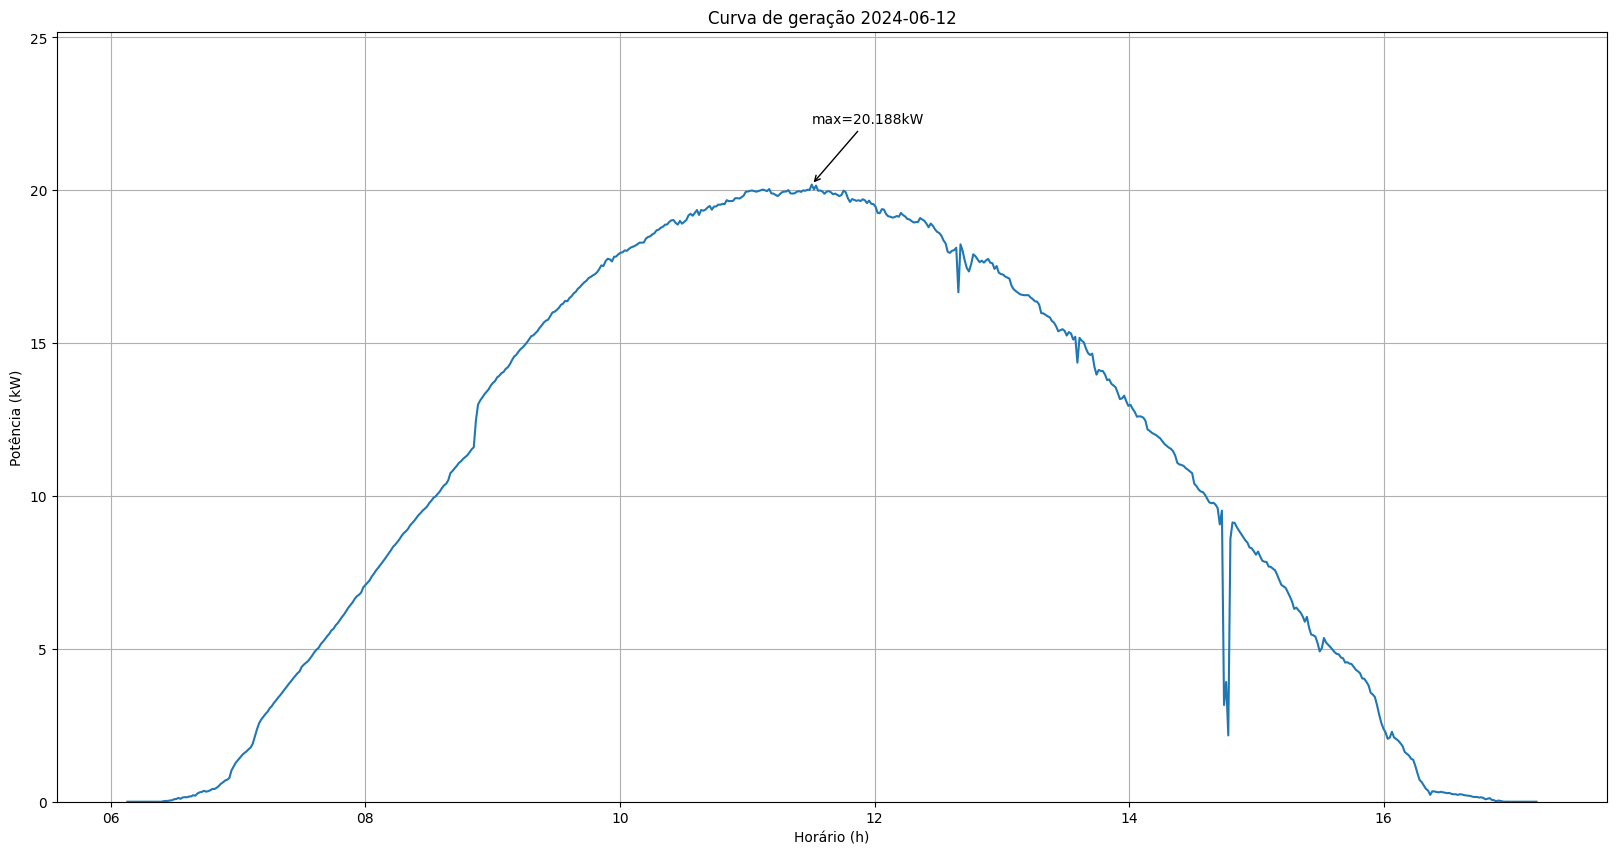 Curva de geração 2024-06-12
25
max=20.188kW
20
15
Potência (kW)
10
5
0
06 08 10 12 14 16
Horário (h)